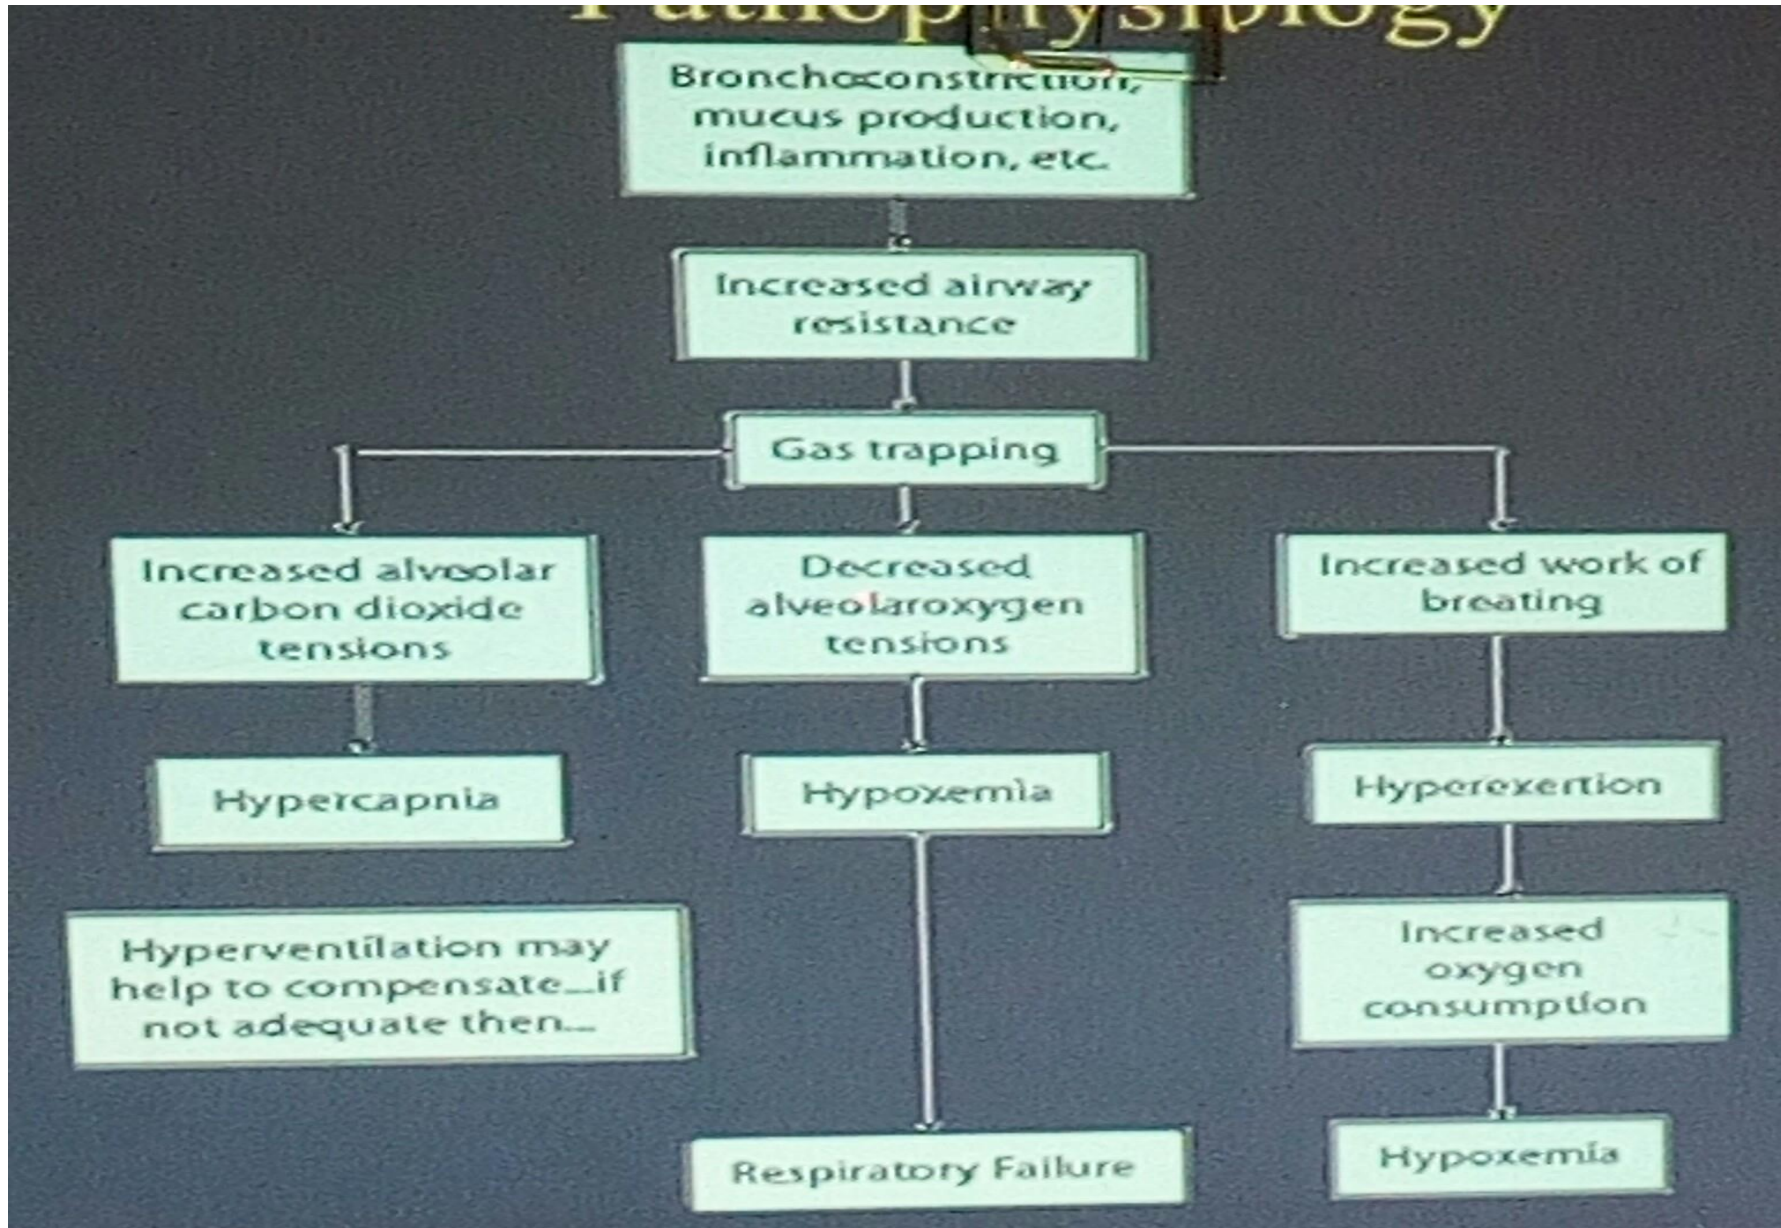 Pathophysiology
Bronchoconstriction,
mucus production,
inflammation, etc.
Increased airway
resistance
Gas trapping
Increased alveolar
carbon dioxide
tensions
Decreased
alveolaroxygen
tensions
Increased work of
breating
Hypercapnia
Hypoxemia
Hyperexertion
Hyperventilation may
help to compensate...if
not adequate then...
Increased
oxygen
consumption
Respiratory Failure
Hypoxemia